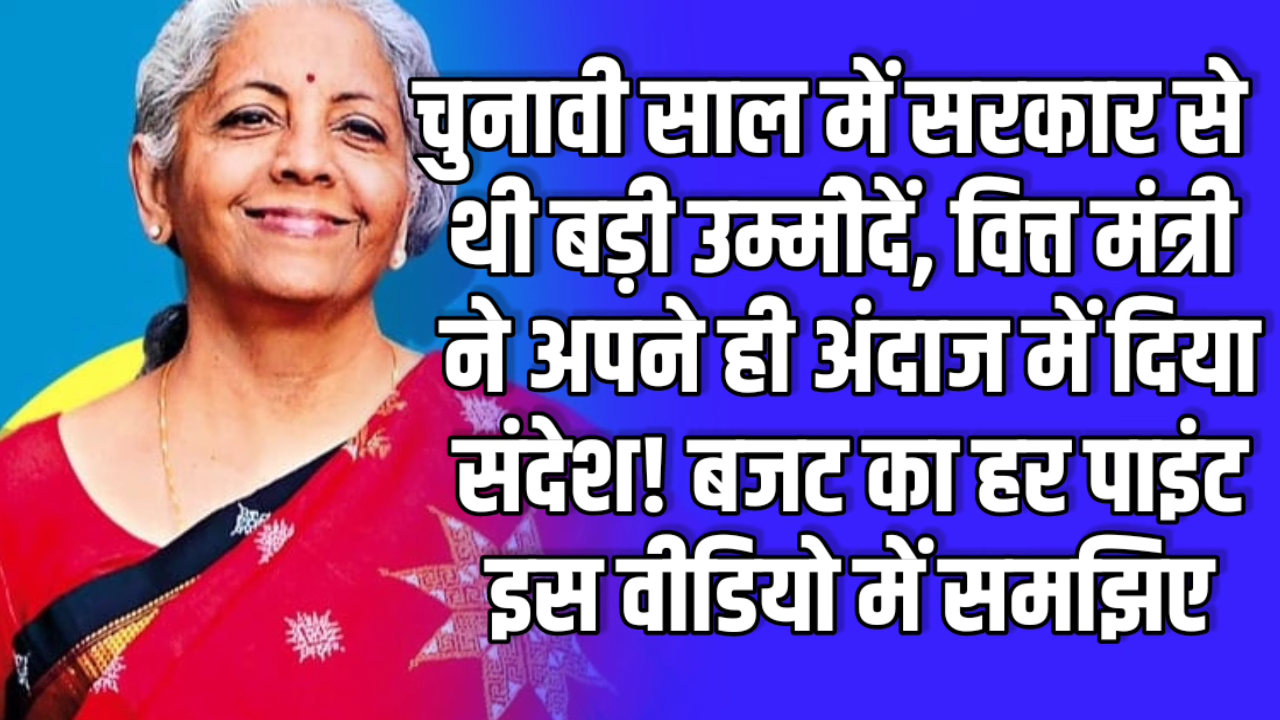 चुनावी साल में सरकार से
थी बड़ी उम्मीदें, वित्त मंत्री
ने अपने ही अंदाज में दिया
संदेश! बजट का हर पाइंट
इस वीडियो में समझिए